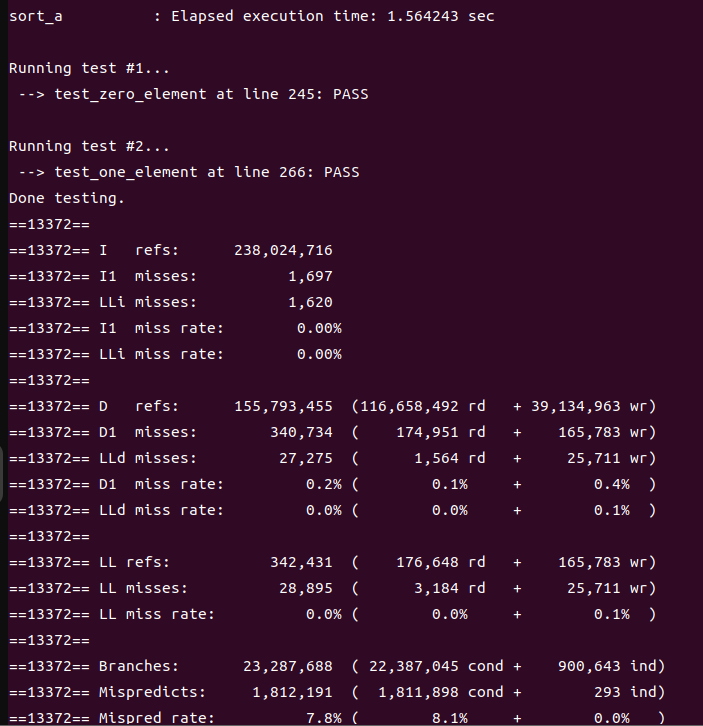 sort_a          : Elapsed execution time: 1.564243 sec

Running test #1...
 --> test_zero_element at line 245: PASS

Running test #2...
 --> test_one_element at line 266: PASS
Done testing.
==13372==
==13372== I   refs:      238,024,716
==13372== I1  misses:          1,697
==13372== LLi misses:          1,620
==13372== I1  miss rate:        0.00%
==13372== LLi miss rate:        0.00%
==13372==
==13372== D   refs:      155,793,455  (116,658,492 rd   + 39,134,963 wr)
==13372== D1  misses:        340,734  (    174,951 rd   +    165,783 wr)
==13372== LLd misses:         27,275  (      1,564 rd   +     25,711 wr)
==13372== D1  miss rate:         0.2% (        0.1%     +        0.4%  )
==13372== LLd miss rate:         0.0% (        0.0%     +        0.1%  )
==13372==
==13372== LL refs:           342,431  (    176,648 rd   +    165,783 wr)
==13372== LL misses:          28,895  (      3,184 rd   +     25,711 wr)
==13372== LL miss rate:          0.0% (        0.0%     +        0.1%  )
==13372==
==13372== Branches:       23,287,688  ( 22,387,045 cond +    900,643 ind)
==13372== Mispredicts:     1,812,191  (  1,811,898 cond +        293 ind)
==13372== Mispred rate:          7.8% (        8.1%     +        0.0%   )